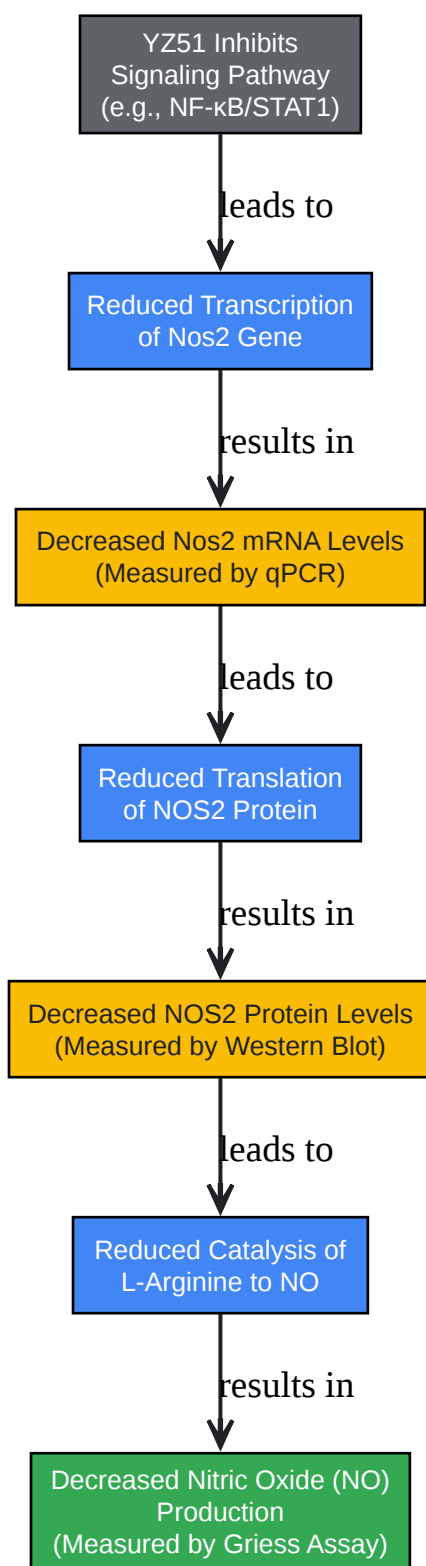 YZ51 Inhibits
Signaling Pathway
(e.g., NF-κB/STAT1)
leads to
Reduced Transcription
of Nos2 Gene
results in
Decreased Nos2 mRNA Levels
(Measured by qPCR)
leads to
Reduced Translation
of NOS2 Protein
results in
Decreased NOS2 Protein Levels
(Measured by Western Blot)
leads to
Reduced Catalysis of
L-Arginine to NO
results in
Decreased Nitric Oxide (NO)
Production
(Measured by Griess Assay)